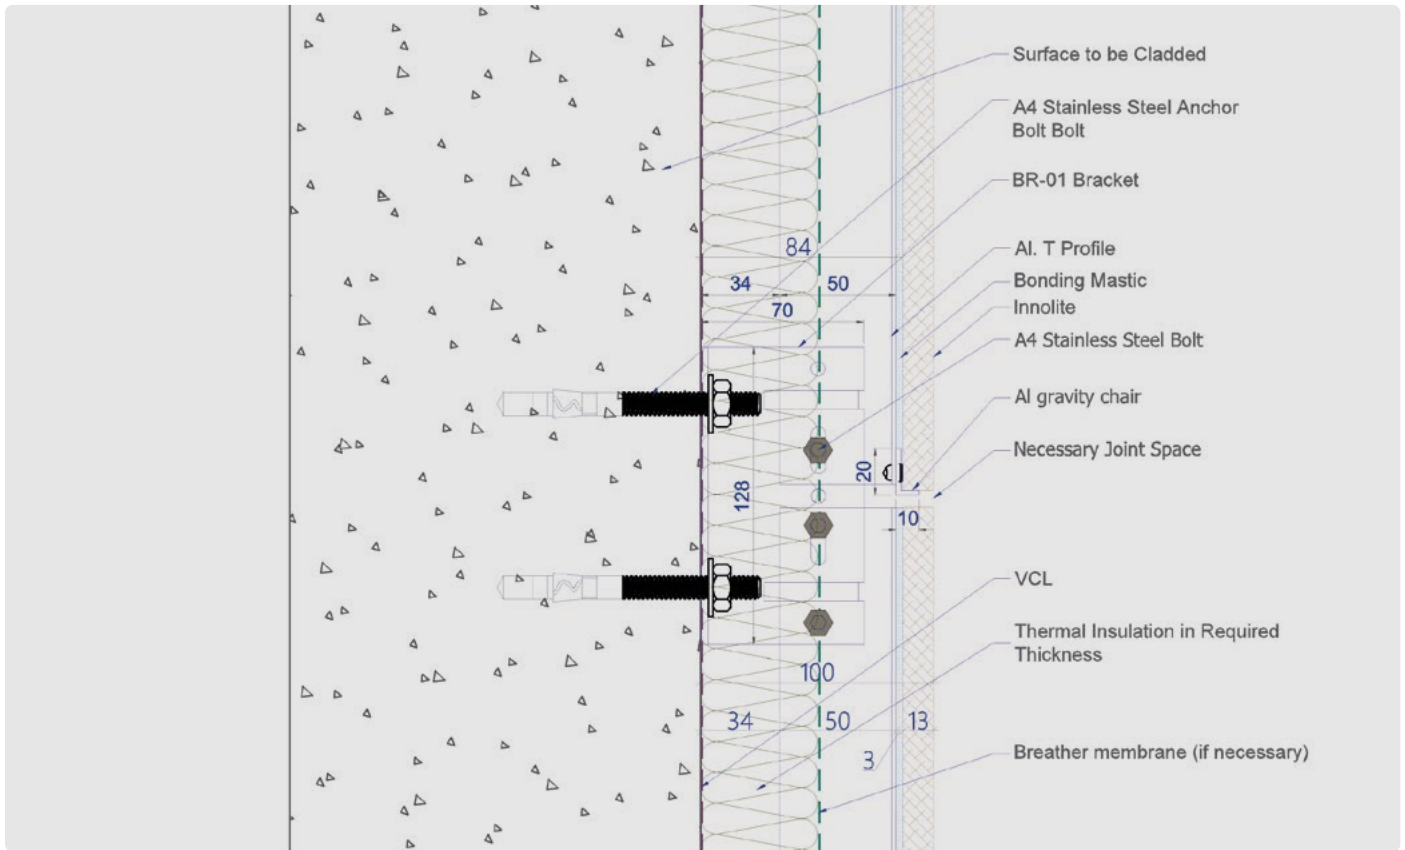 Surface to be Cladded
A4 Stainless Steel Anchor
Bolt Bolt
BR-01 Bracket
84
Al. T Profile
34
50
Bonding Mastic
70
Innolite
A4 Stainless Steel Bolt
Al gravity chair
Necessary Joint Space
20
128
10
VCL
Thermal Insulation in Required
Thickness
100
34
50
13
3
Breather membrane (if necessary)